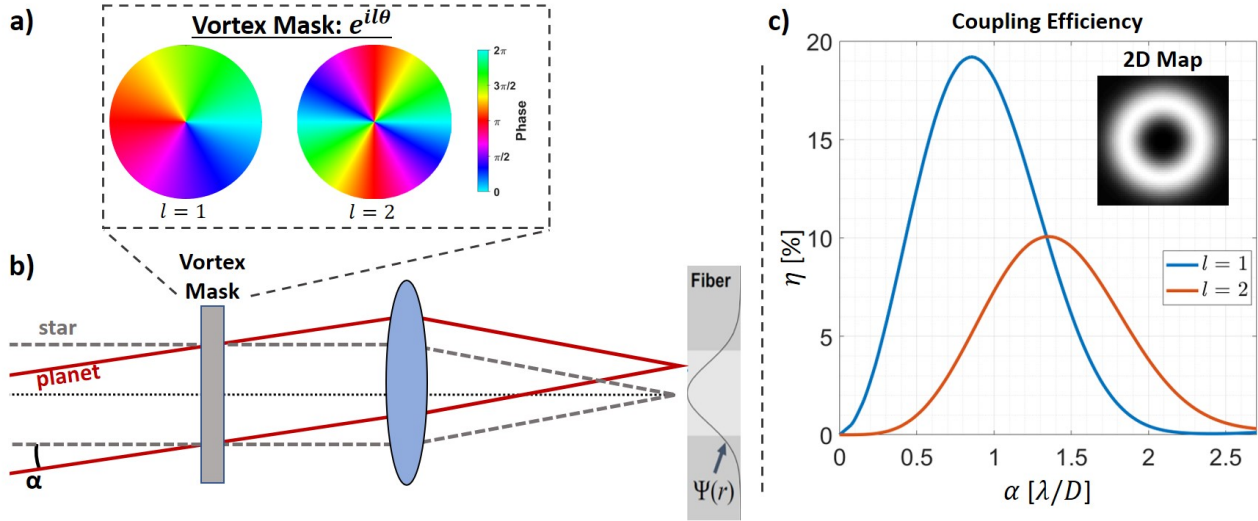 a)
Vortex Mask: e^{ilθ}
2π
3π/2
π
π/2
0
Phase
l = 1
l = 2
b)
Vortex
Mask
star
planet
α
Fiber
Ψ(r)
c)
Coupling Efficiency
2D Map
20
15
10
5
0
η [%]
l = 1
l = 2
0
0.5
1
1.5
2
2.5
α [λ/D]